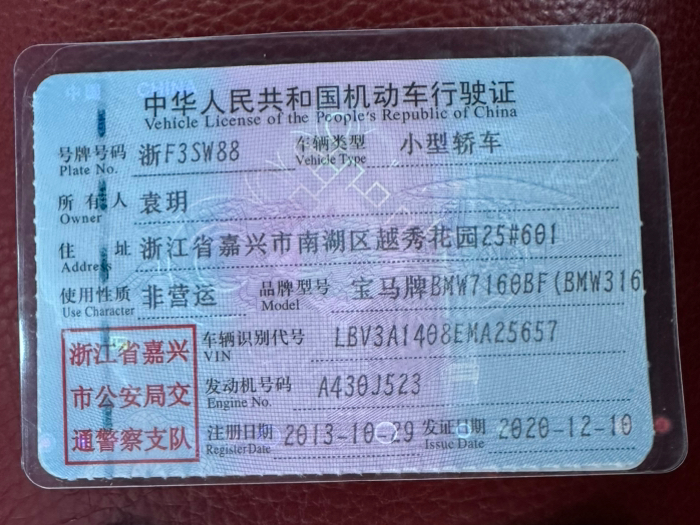 中国 CHINA
中华人民共和国机动车行驶证
Vehicle License of the People's Republic of China
号牌号码 浙F3SW88 车辆类型 小型轿车
Plate No. Vehicle Type
所有人 袁玥
Owner
住址 浙江省嘉兴市南湖区越秀花园25#601
Address
使用性质 非营运 品牌型号 宝马牌BMW7160BF(BMW316
Use Character Model
浙江省嘉兴市公安局交通警察支队
车辆识别代号 LBV3A1408EMA25657
VIN
发动机号码 A430J523
Engine No.
注册日期 2013-10-29 发证日期 2020-12-10
Register Date Issue Date